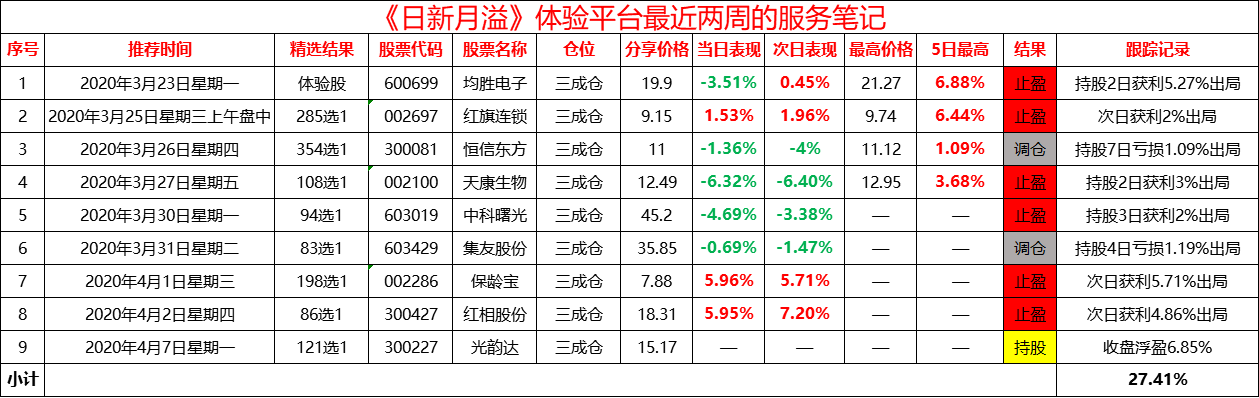 《日新月溢》体验平台最近两周的服务笔记
序号 推荐时间 精选结果 股票代码 股票名称 仓位 分享价格 当日表现 次日表现 最高价格 5日最高 结果 跟踪记录
1 2020年3月23日星期一 体验股 600699 均胜电子 三成仓 19.9 -3.51% 0.45% 21.27 6.88% 止盈 持股2日获利5.27%出局
2 2020年3月25日星期三上午盘中 285选1 002697 红旗连锁 三成仓 9.15 1.53% 1.96% 9.74 6.44% 止盈 次日获利2%出局
3 2020年3月26日星期四 354选1 300081 恒信东方 三成仓 11 -1.36% -4% 11.12 1.09% 调仓 持股7日亏损1.09%出局
4 2020年3月27日星期五 108选1 002100 天康生物 三成仓 12.49 -6.32% -6.40% 12.95 3.68% 止盈 持股2日获利3%出局
5 2020年3月30日星期一 94选1 603019 中科曙光 三成仓 45.2 -4.69% -3.38% — — 止盈 持股3日获利2%出局
6 2020年3月31日星期二 83选1 603429 集友股份 三成仓 35.85 -0.69% -1.47% — — 调仓 持股4日亏损1.19%出局
7 2020年4月1日星期三 198选1 002286 保龄宝 三成仓 7.88 5.96% 5.71% — — 止盈 次日获利5.71%出局
8 2020年4月2日星期四 86选1 300427 红相股份 三成仓 18.31 5.95% 7.20% — — 止盈 次日获利4.86%出局
9 2020年4月7日星期一 121选1 300227 光韵达 三成仓 15.17 — — — — 持股 收盘浮盈6.85%
小计 27.41%